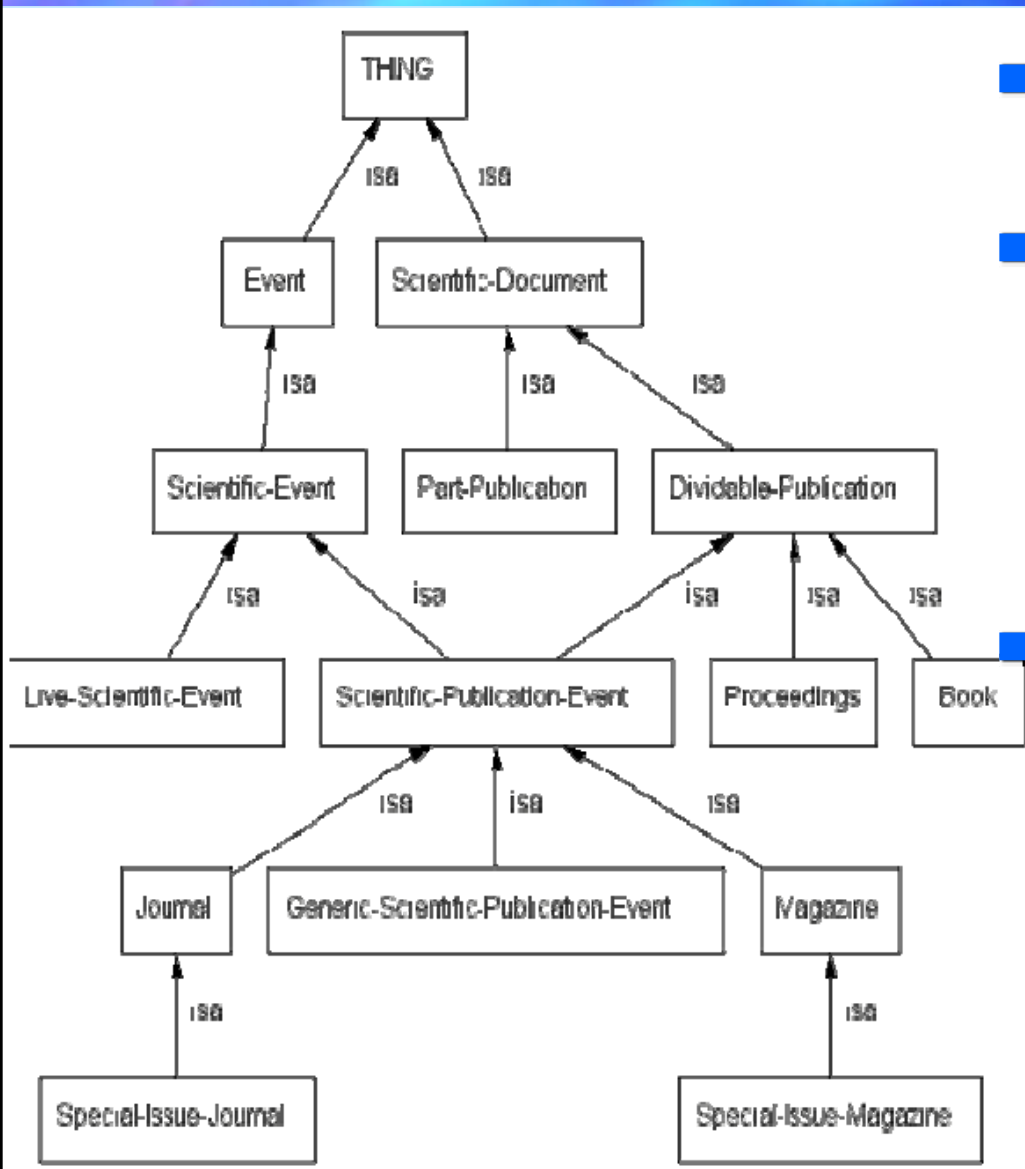 THING
isa
isa
Event
Scientific-Document
isa
isa
isa
Scientific-Event
Part-Publication
Dividable-Publication
isa
isa
isa
isa
isa
Live-Scientific-Event
Scientific-Publication-Event
Proceedings
Book
isa
isa
isa
Journal
Generic-Scientific-Publication-Event
Magazine
isa
isa
Special-Issue-Journal
Special-Issue-Magazine